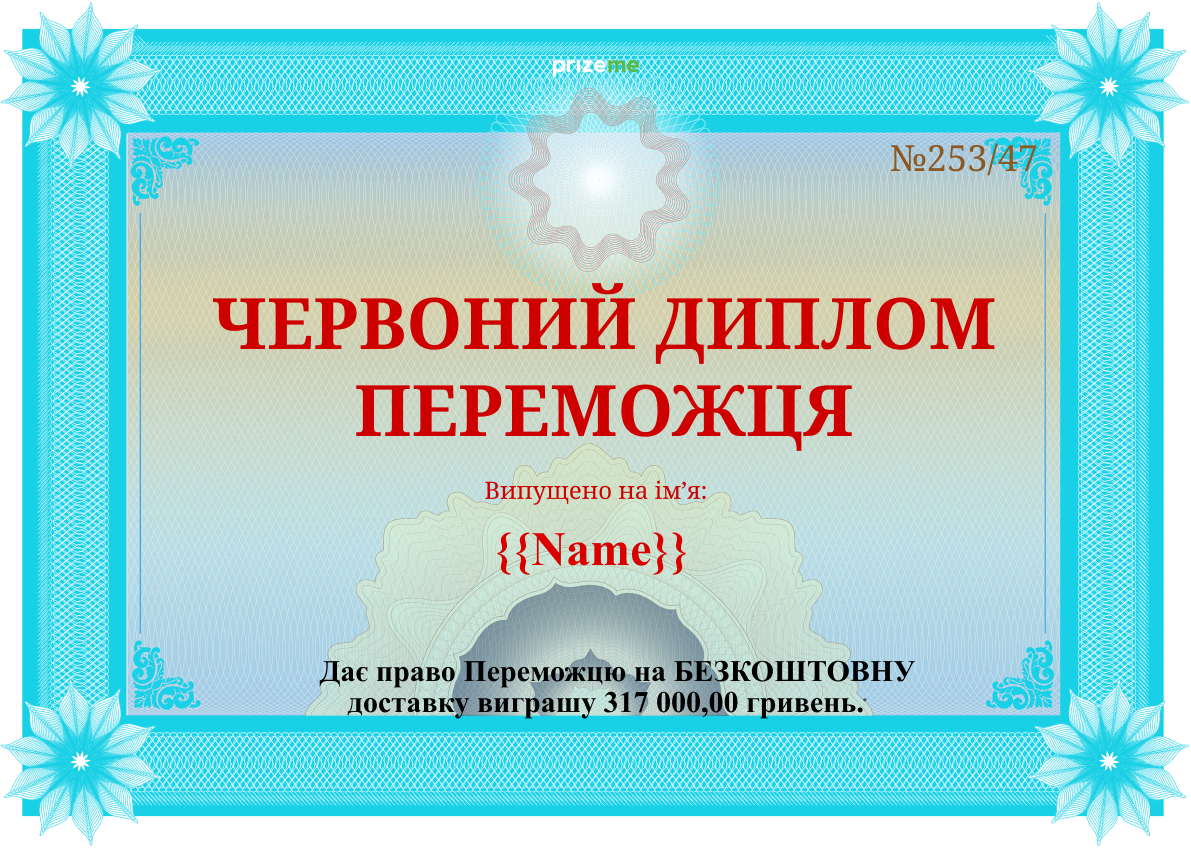 prizeme
№253/47
ЧЕРВОНИЙ ДИПЛОМ
ПЕРЕМОЖЦЯ
Випущено на ім’я:
{{Name}}
Дає право Переможцю на БЕЗКОШТОВНУ
доставку виграшу 317 000,00 гривень.